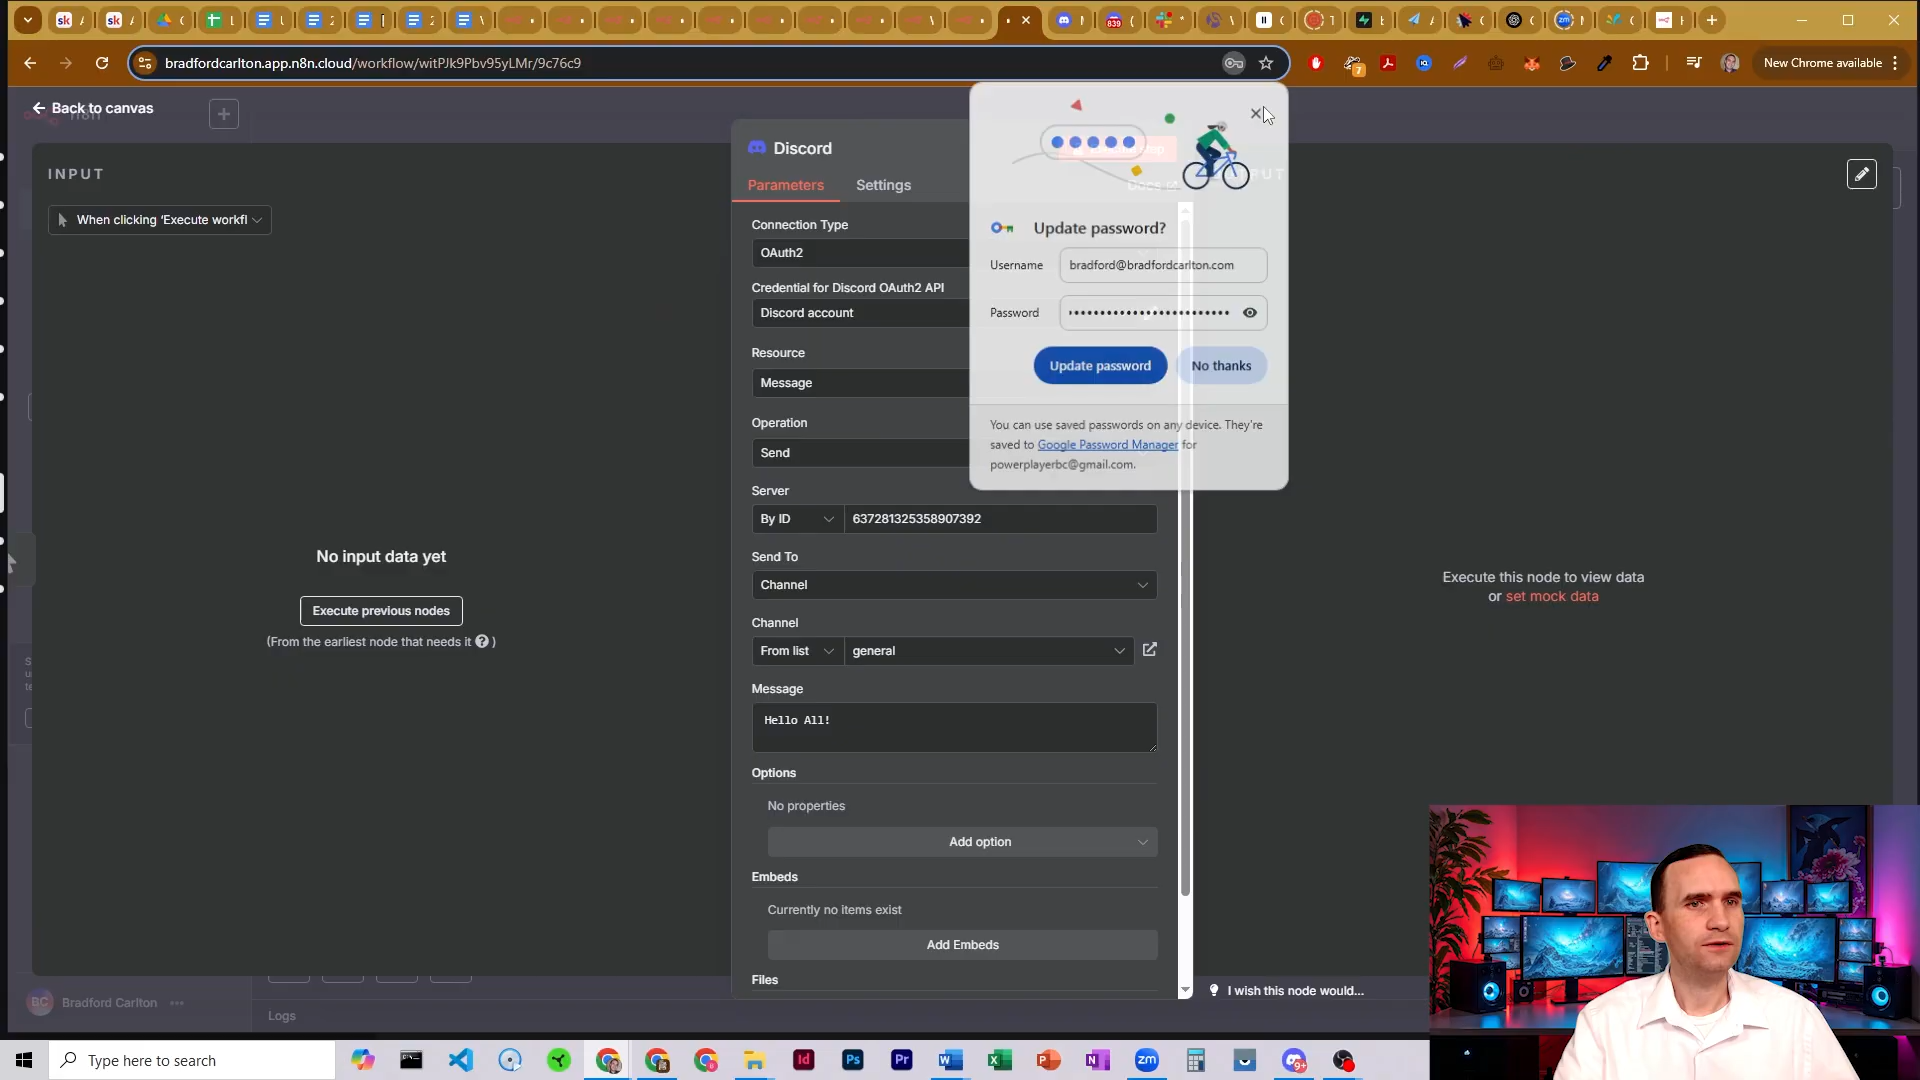 bradfordcarlton.app.n8n.cloud/workflow/witPJk9Pbv95yLMr/9c76c9
New Chrome available
839
7
Back to canvas
n8n
INPUT
When clicking ‘Execute workfl
No input data yet
Execute previous nodes
(From the earliest node that needs it ? )
Discord
Parameters
Settings
Docs
Connection Type
OAuth2
Credential for Discord OAuth2 API
Discord account
Resource
Message
Operation
Send
Server
By ID
637281325358907392
Send To
Channel
Channel
From list
general
Message
Hello All!
Options
No properties
Add option
Embeds
Currently no items exist
Add Embeds
Files
Update password?
Username
bradford@bradfordcarlton.com
Password
Update password
No thanks
You can use saved passwords on any device. They're
saved to Google Password Manager for
powerplayerbc@gmail.com.
Execute this node to view data
or set mock data
I wish this node would...
BC
Bradford Carlton
Logs
Type here to search